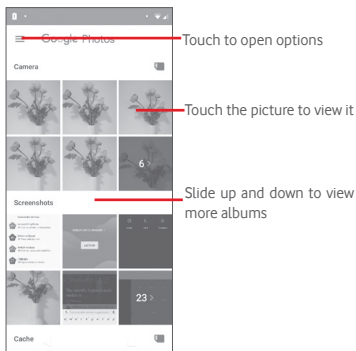 Google Photos
Touch to open options
Camera
Touch the picture to view it
6 >
Screenshots
Slide up and down to view
more albums
23 >
Cache